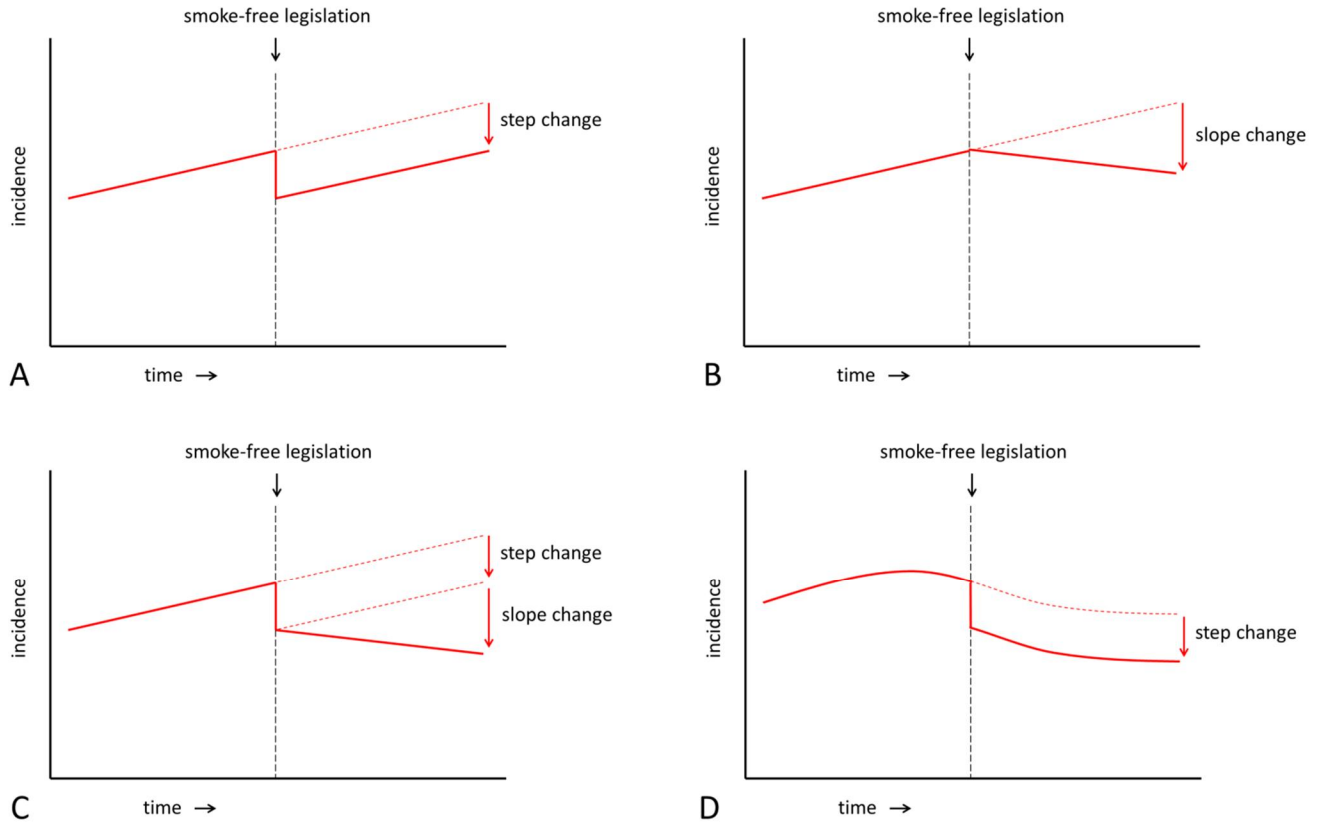 smoke-free legislation
step change
incidence
time →
A
smoke-free legislation
slope change
incidence
time →
B
smoke-free legislation
step change
slope change
incidence
time →
C
smoke-free legislation
step change
incidence
time →
D